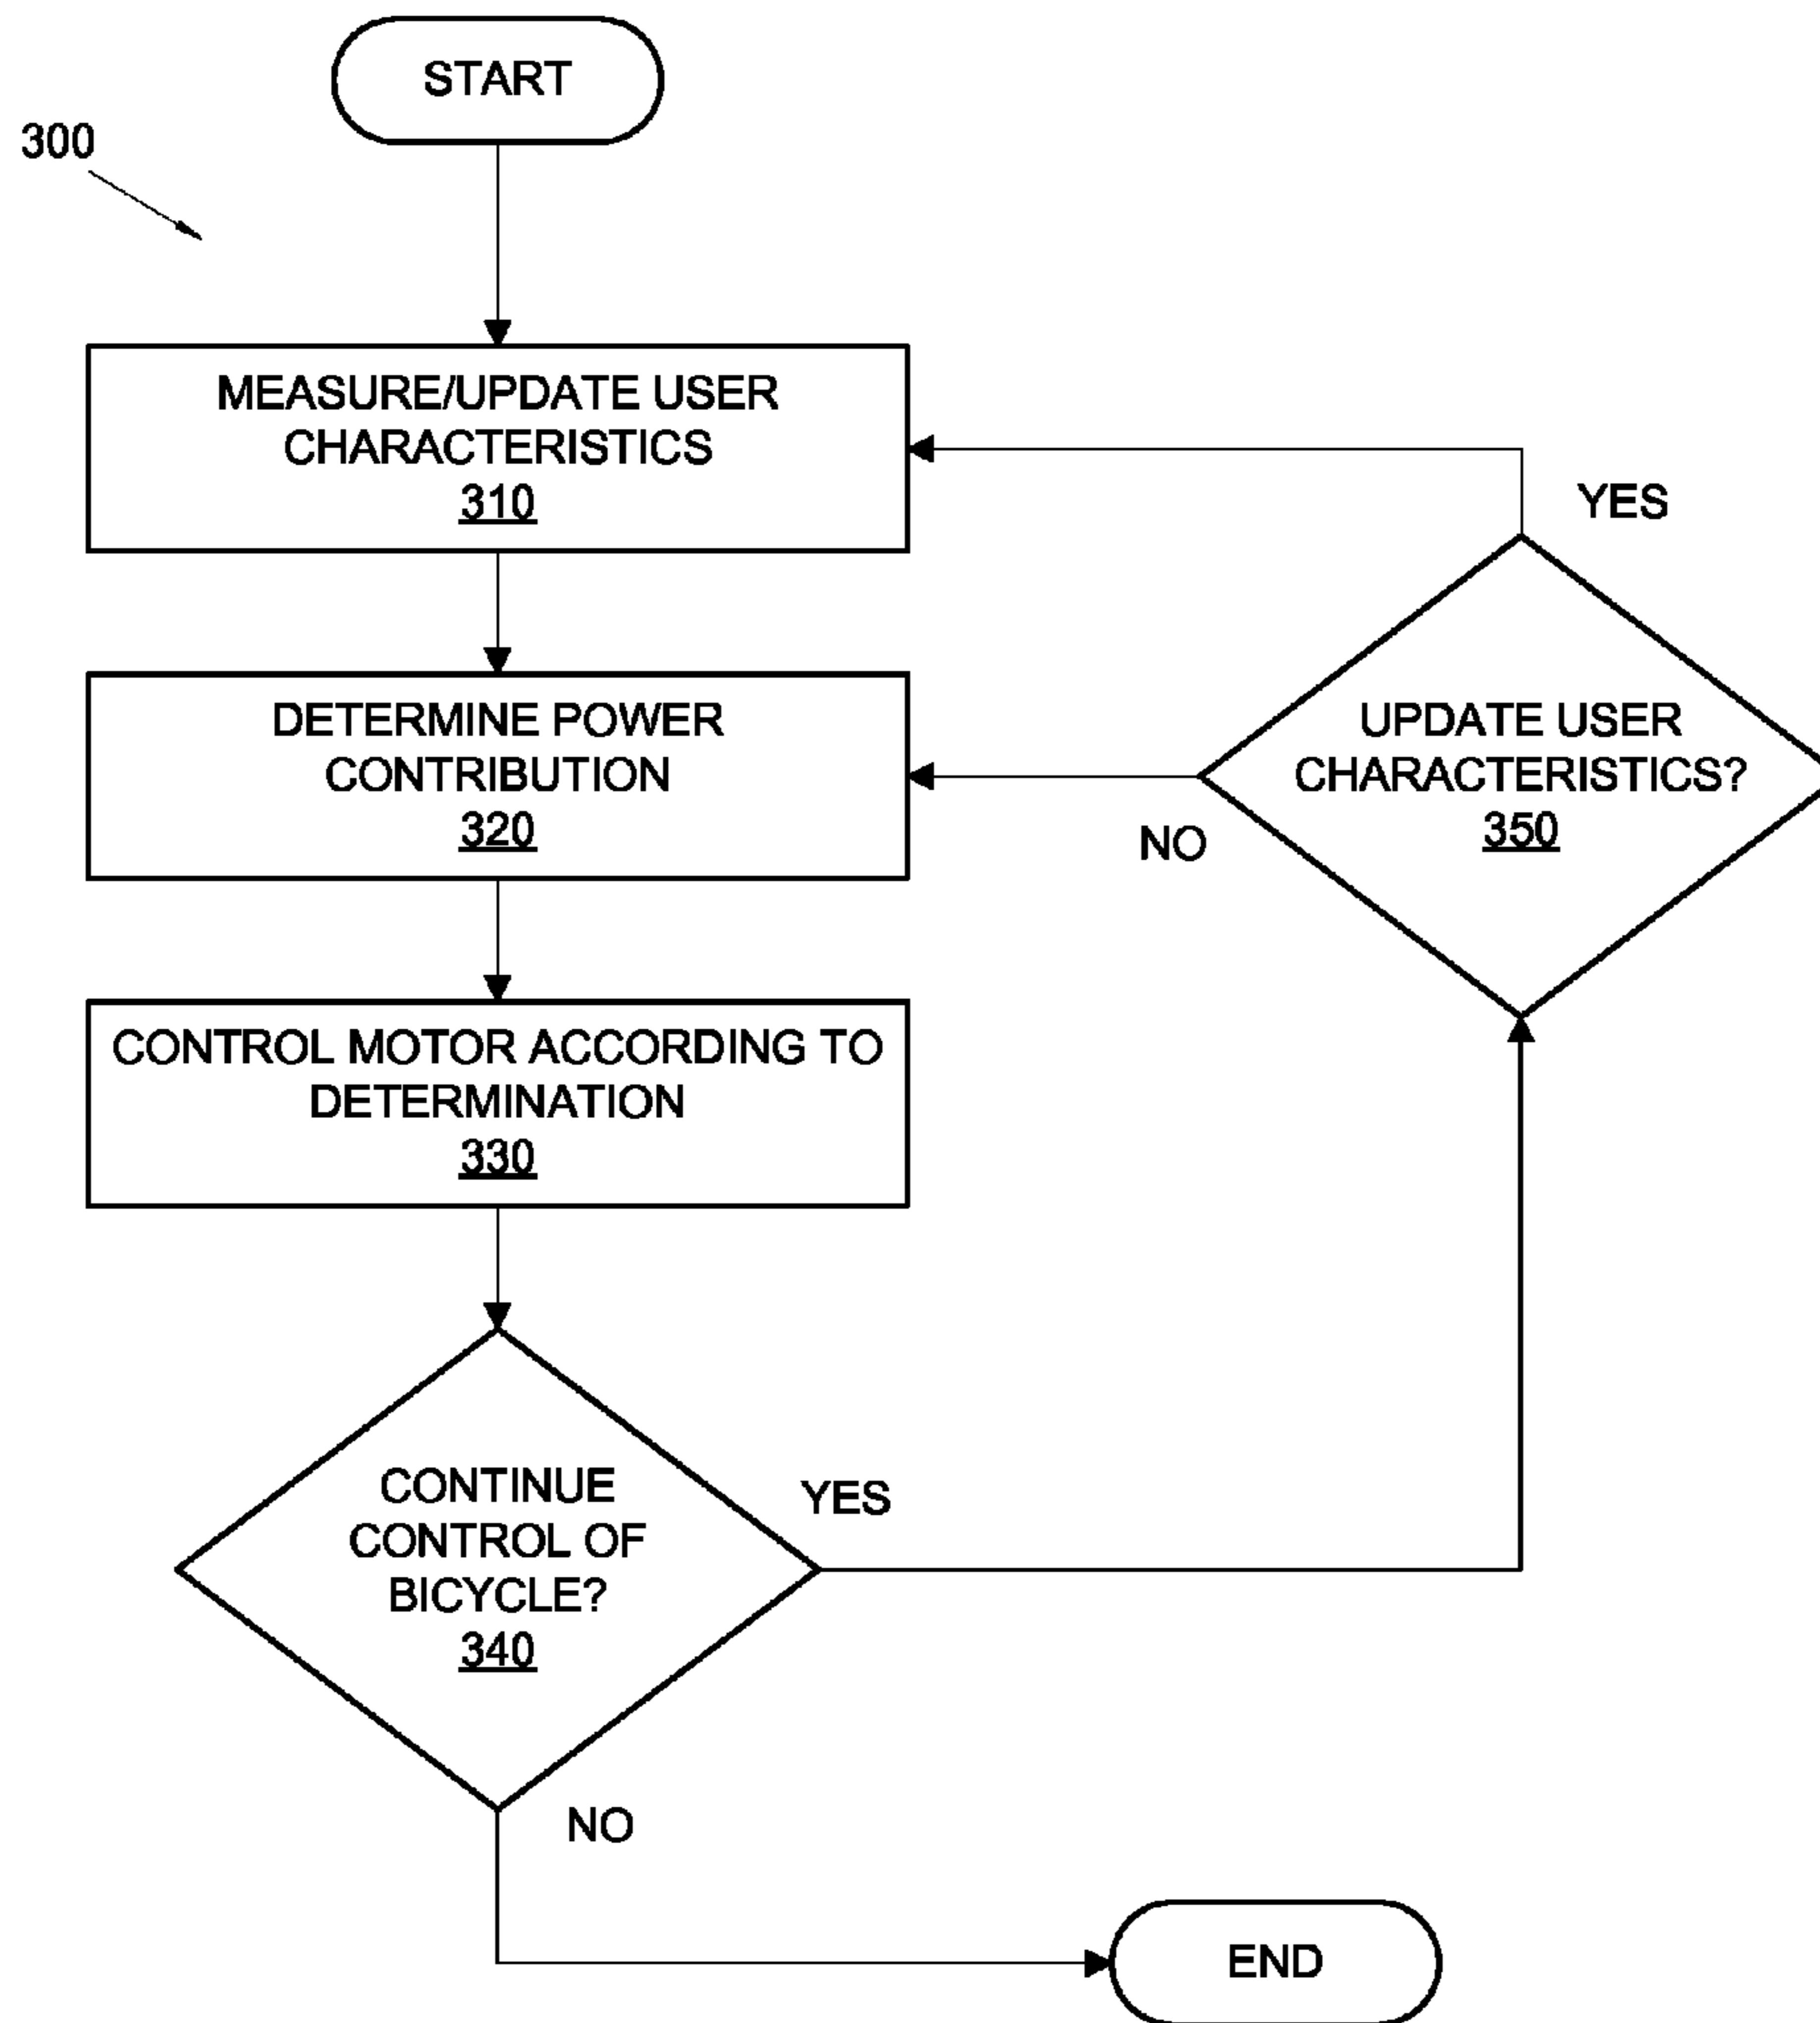 START
300
MEASURE/UPDATE USER
CHARACTERISTICS
310
YES
DETERMINE POWER
CONTRIBUTION
320
UPDATE USER
CHARACTERISTICS?
350
NO
CONTROL MOTOR ACCORDING TO
DETERMINATION
330
CONTINUE
CONTROL OF
BICYCLE?
340
YES
NO
END